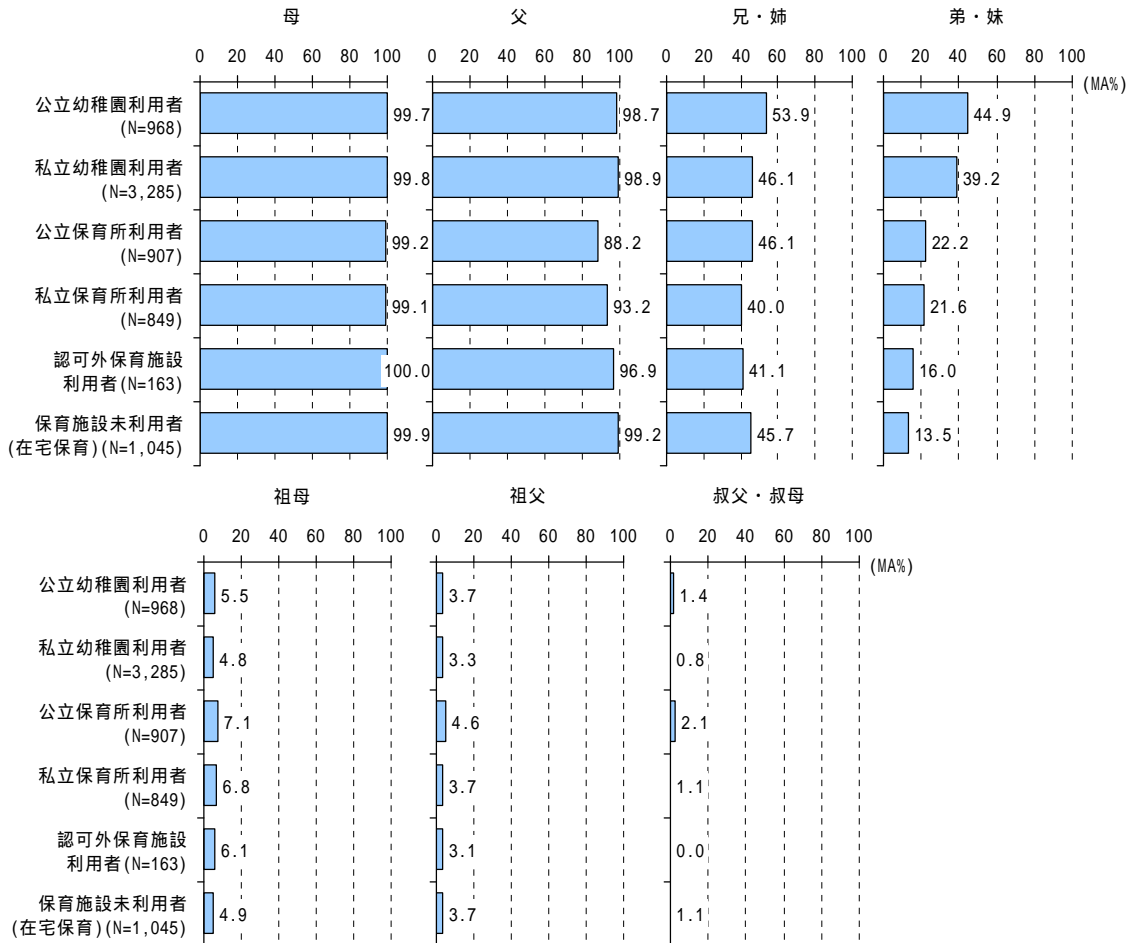 母 父 兄・姉 弟・妹
0 20 40 60 80 100 0 20 40 60 80 100 0 20 40 60 80 100 0 20 40 60 80 100
(MA%)
公立幼稚園利用者
(N=968)
99.7 98.7 53.9 44.9
私立幼稚園利用者
(N=3,285)
99.8 98.9 46.1 39.2
公立保育所利用者
(N=907)
99.2 88.2 46.1 22.2
私立保育所利用者
(N=849)
99.1 93.2 40.0 21.6
認可外保育施設
利用者(N=163)
100.0 96.9 41.1 16.0
保育施設未利用者
(在宅保育)(N=1,045)
99.9 99.2 45.7 13.5
祖母 祖父 叔父・叔母
0 20 40 60 80 100 0 20 40 60 80 100 0 20 40 60 80 100
(MA%)
公立幼稚園利用者
(N=968)
5.5 3.7 1.4
私立幼稚園利用者
(N=3,285)
4.8 3.3 0.8
公立保育所利用者
(N=907)
7.1 4.6 2.1
私立保育所利用者
(N=849)
6.8 3.7 1.1
認可外保育施設
利用者(N=163)
6.1 3.1 0.0
保育施設未利用者
(在宅保育)(N=1,045)
4.9 3.7 1.1